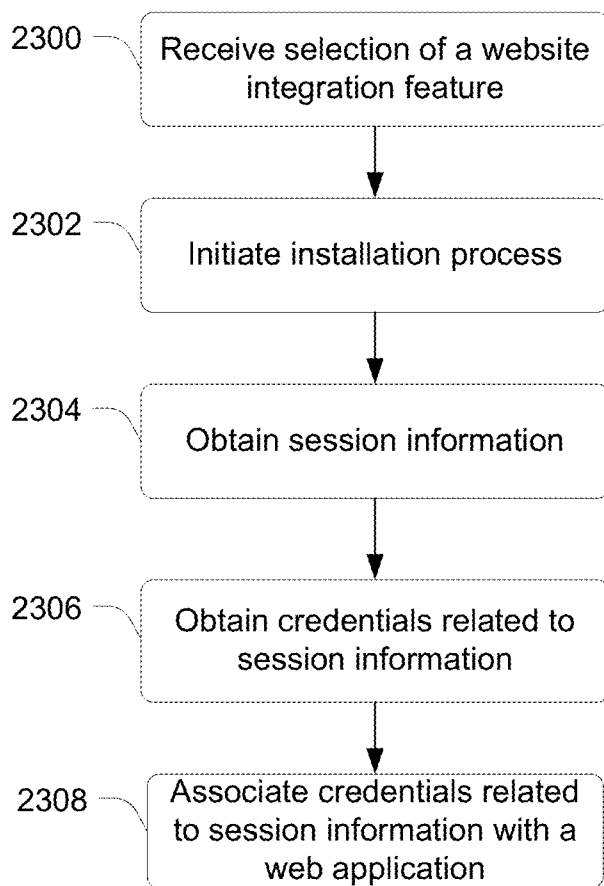 2300
Receive selection of a website
integration feature
2302
Initiate installation process
2304
Obtain session information
2306
Obtain credentials related to
session information
2308
Associate credentials related
to session information with a
web application